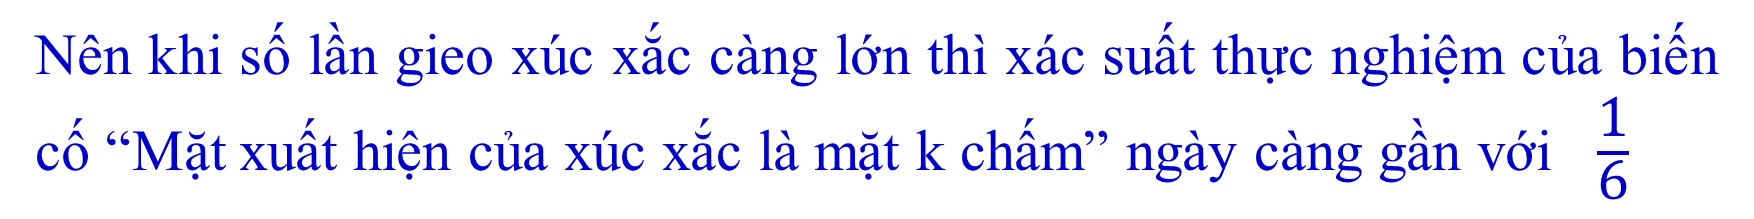 Nên khi số lần gieo xúc xắc càng lớn thì xác suất thực nghiệm của biến
cố “Mặt xuất hiện của xúc xắc là mặt k chấm” ngày càng gần với 1/6